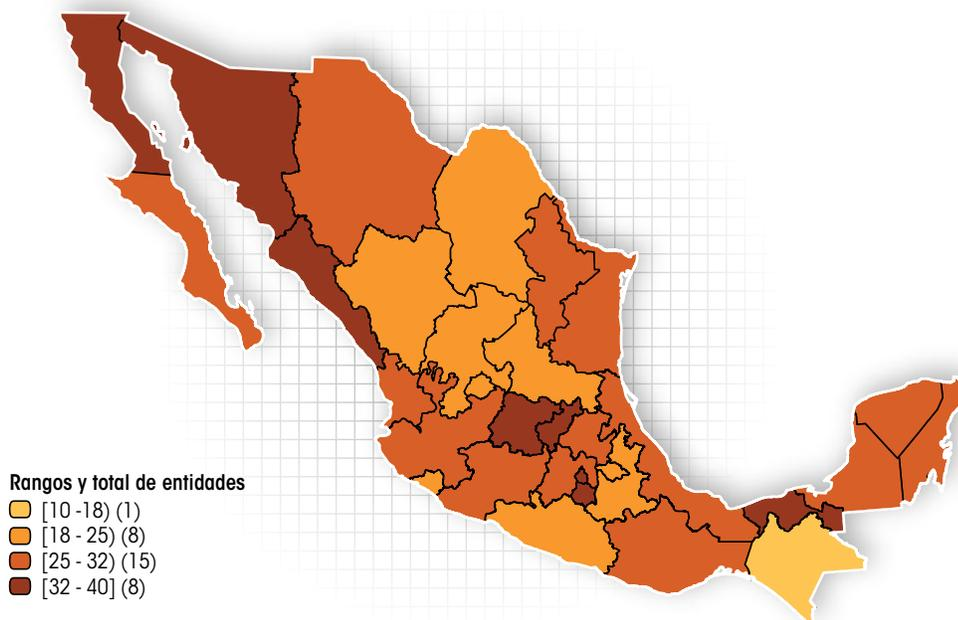 Rangos y total de entidades
[10 -18) (1)
[18 - 25) (8)
[25 - 32) (15)
[32 - 40] (8)